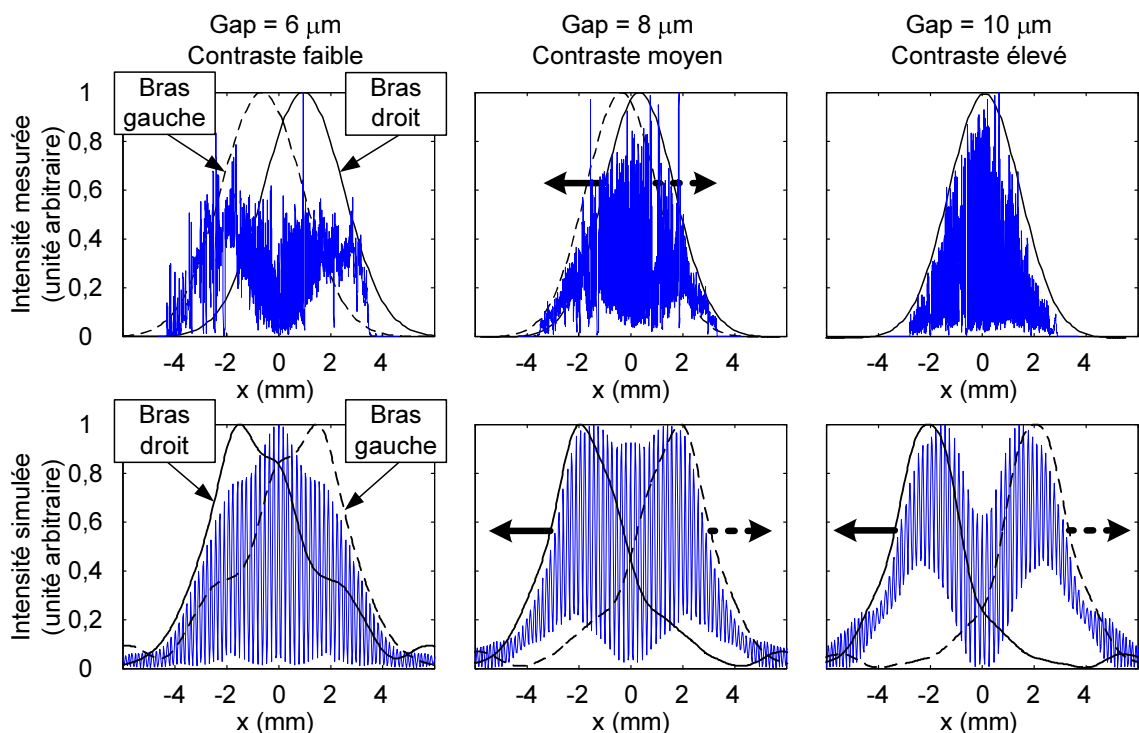 Gap = 6 μm
Contraste faible
Gap = 8 μm
Contraste moyen
Gap = 10 μm
Contraste élevé
Intensité mesurée
(unité arbitraire)
Bras
gauche
Bras
droit
1
0,8
0,6
0,4
0,2
0
-4 -2 0 2 4
x (mm)
-4 -2 0 2 4
x (mm)
-4 -2 0 2 4
x (mm)
Intensité simulée
(unité arbitraire)
Bras
droit
Bras
gauche
1
0,8
0,6
0,4
0,2
0
-4 -2 0 2 4
x (mm)
-4 -2 0 2 4
x (mm)
-4 -2 0 2 4
x (mm)